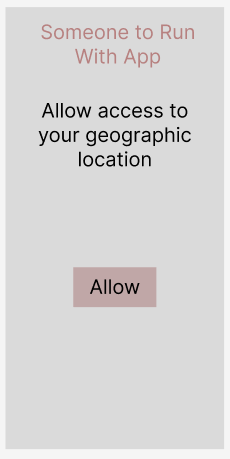 Someone to Run
With App
Allow access to
your geographic
location
Allow